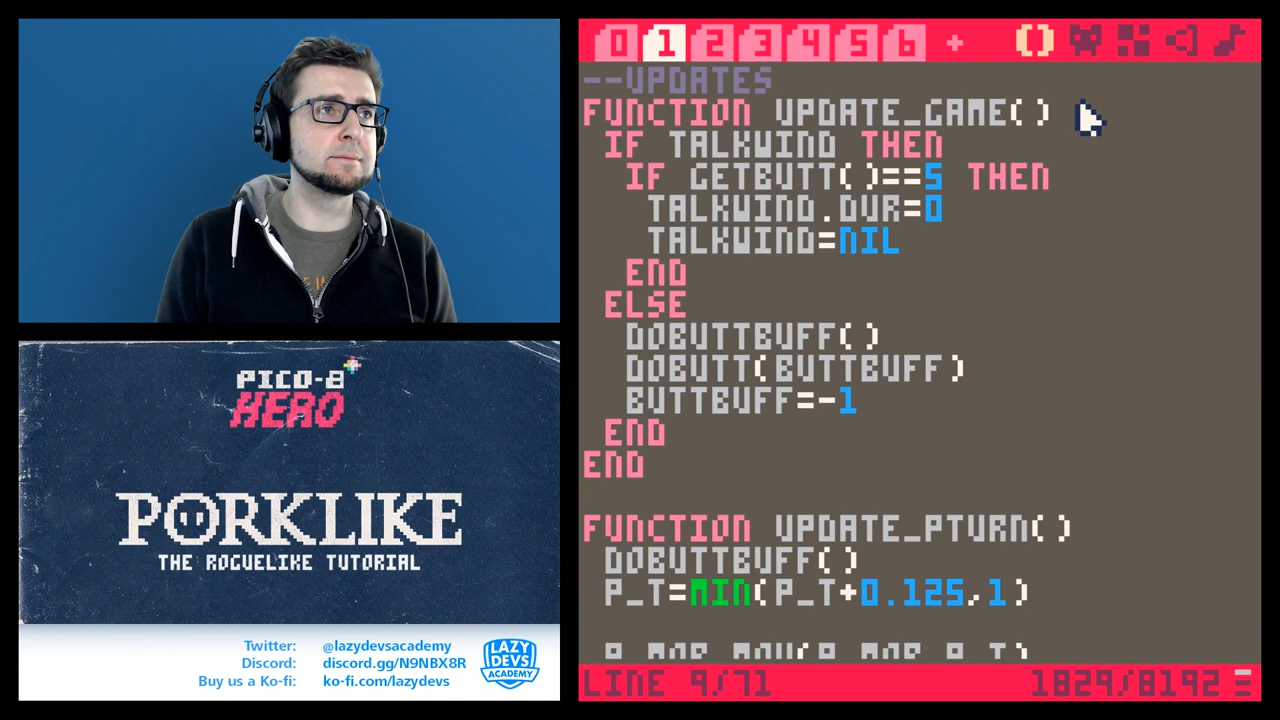 0 1 2 3 4 5 6 +
--UPDATES
FUNCTION UPDATE_GAME()
IF TALKWIND THEN
IF GETBUTT()==5 THEN
TALKWIND.DUR=0
TALKWIND=NIL
END
ELSE
DOBUTTBUFF()
DOBUTT(BUTTBUFF)
BUTTBUFF=-1
END
END
FUNCTION UPDATE_PTURN()
DOBUTTBUFF()
P_T=MIN(P_T+0.125,1)
LINE 9/71 1829/8192
PICO-8
HERO
PORKLIKE
THE ROGUELIKE TUTORIAL
Twitter: @lazydevsacademy
Discord: discord.gg/N9NBX8R
Buy us a Ko-fi: ko-fi.com/lazydevs
LAZY
DEVS
ACADEMY